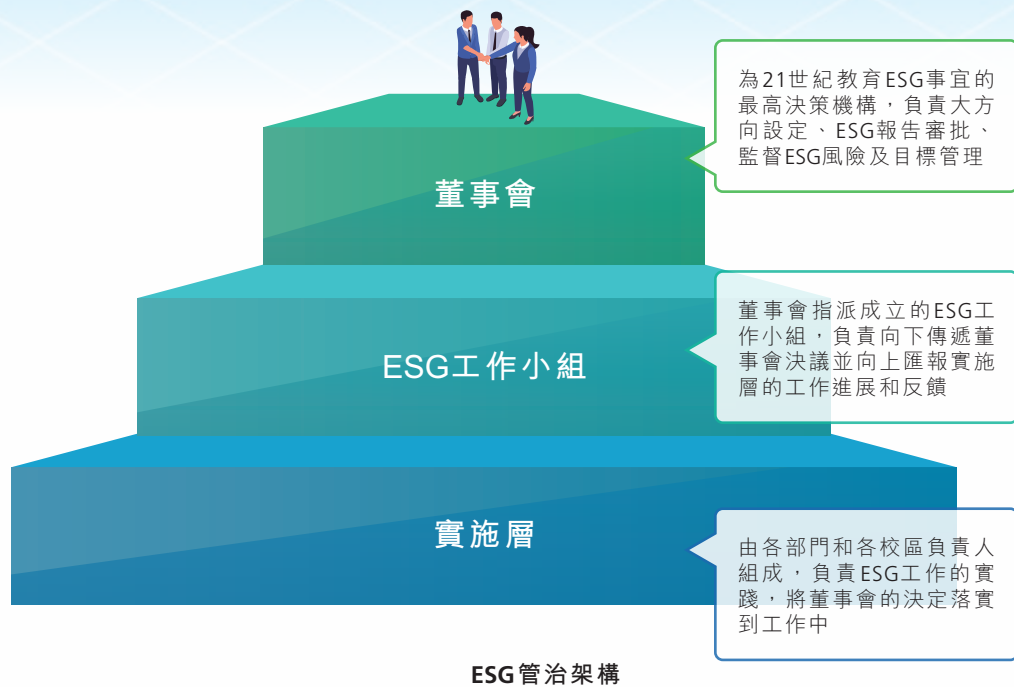 為21世紀教育ESG事宜的
最高決策機構，負責大方
向設定、ESG報告審批、
監督ESG風險及目標管理
董事會
董事會指派成立的ESG工
作小組，負責向下傳遞董
事會決議並向上匯報實施
層的工作進展和反饋
ESG工作小組
實施層
由各部門和各校區負責人
組成，負責ESG工作的實
踐，將董事會的決定落實
到工作中
ESG管治架構